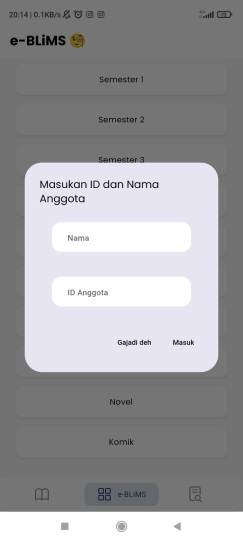 20:14 | 0.1KB/s
e-BLiMS 🧐
Semester 1
Semester 2
Semester 3
Masukan ID dan Nama
Anggota
Nama
ID Anggota
Gajadi deh Masuk
Novel
Komik
e-BLiMS